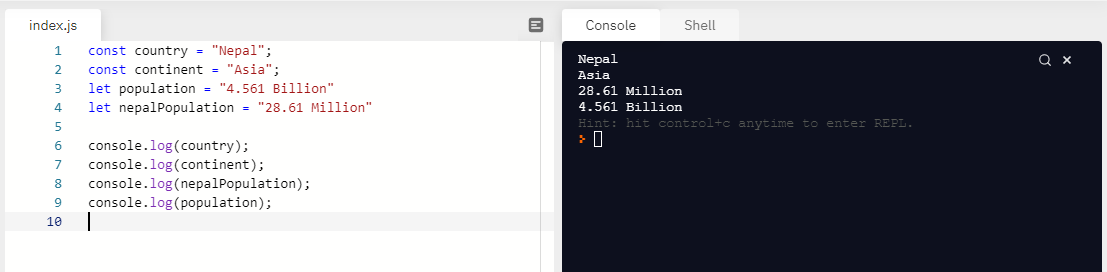 index.js
1 const country = "Nepal";
2 const continent = "Asia";
3 let population = "4.561 Billion"
4 let nepalPopulation = "28.61 Million"
5
6 console.log(country);
7 console.log(continent);
8 console.log(nepalPopulation);
9 console.log(population);
10
Console Shell
Nepal
Asia
28.61 Million
4.561 Billion
Hint: hit control+c anytime to enter REPL.
>